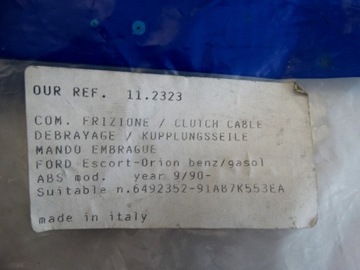 OUR REF. 11.2323
COM. FRIZIONE / CLUTCH CABLE
DEBRAYAGE / KUPPLUNGSSEILE
MANDO EMBRAGUE
FORD Escort-Orion benz/gasol
ABS mod. year 9/90-
Suitable n.6492352-91AB7K553EA
made in italy